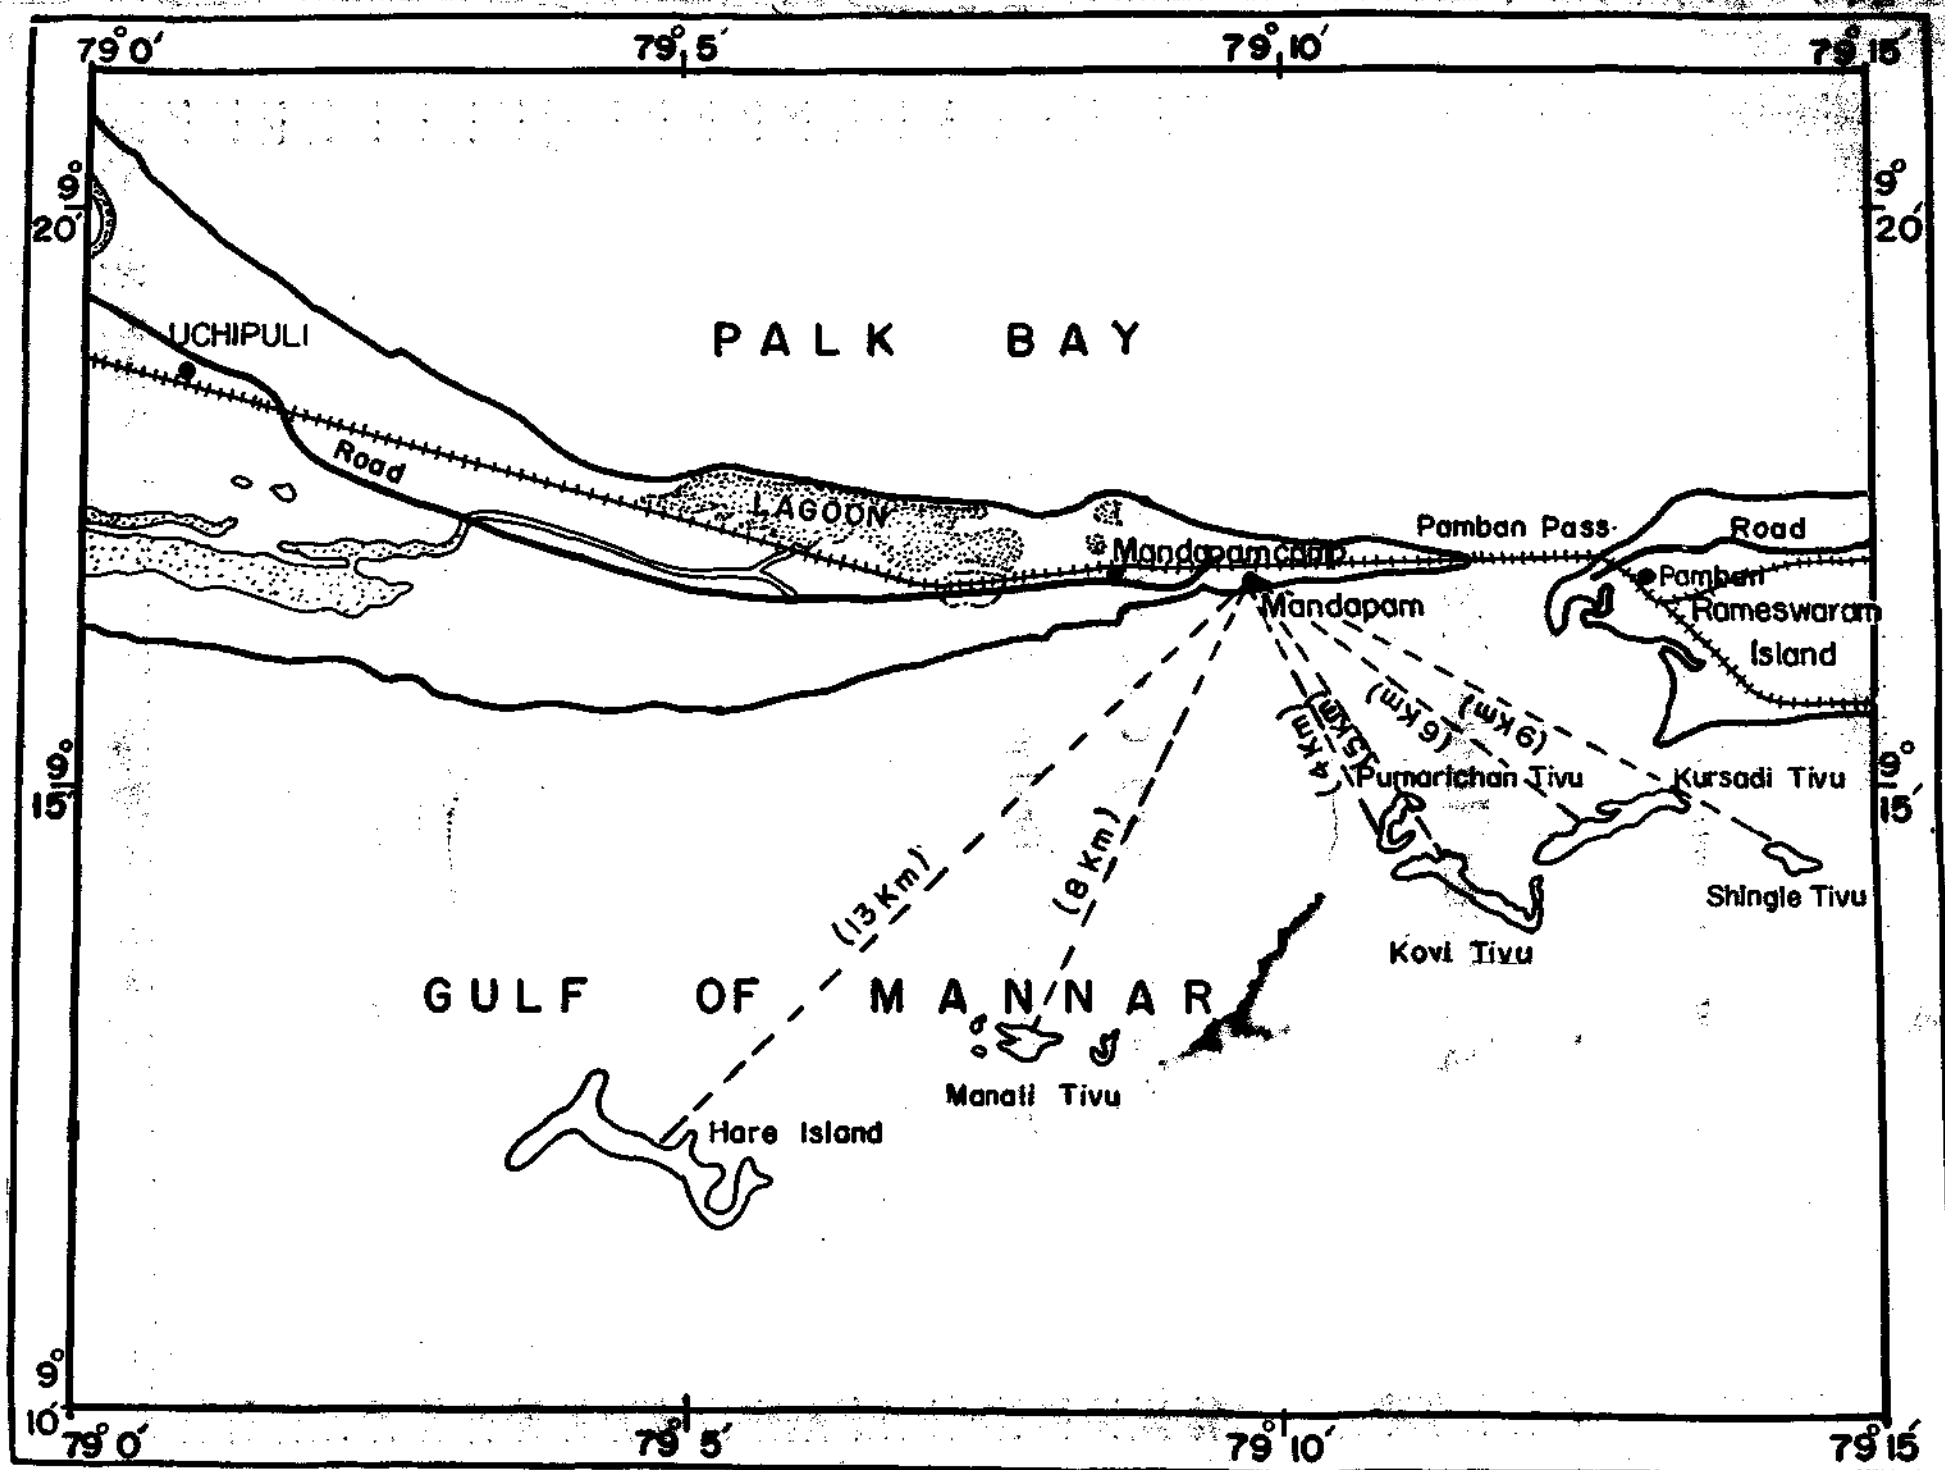 79°0′ 79°5′ 79°10′ 79°15′
9° 9°
20′ 20′
UCHIPULI
PALK BAY
Road
LAGOON
Pamban Pass
Road
Mandapam camp
Pamban
Mandapam
Rameswaram
Island
(4 Km)
(5Km)
(6 Km)
(9 Km)
9° 9°
15′ 15′
Pumarichan Tivu
Kursadi Tivu
(8 Km)
(13 Km)
Shingle Tivu
Kovi Tivu
GULF OF MANNAR
Manali Tivu
Hare Island
9°
10′
79°0′ 79°5′ 79°10′ 79°15′